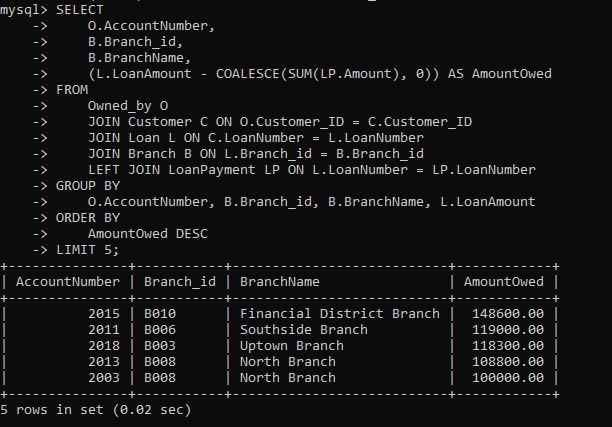 mysql> SELECT
    ->     O.AccountNumber,
    ->     B.Branch_id,
    ->     B.BranchName,
    ->     (L.LoanAmount - COALESCE(SUM(LP.Amount), 0)) AS AmountOwed
    -> FROM
    ->     Owned_by O
    ->     JOIN Customer C ON O.Customer_ID = C.Customer_ID
    ->     JOIN Loan L ON C.LoanNumber = L.LoanNumber
    ->     JOIN Branch B ON L.Branch_id = B.Branch_id
    ->     LEFT JOIN LoanPayment LP ON L.LoanNumber = LP.LoanNumber
    -> GROUP BY
    ->     O.AccountNumber, B.Branch_id, B.BranchName, L.LoanAmount
    -> ORDER BY
    ->     AmountOwed DESC
    -> LIMIT 5;
+---------------+-----------+---------------------------+------------+
| AccountNumber | Branch_id | BranchName                | AmountOwed |
+---------------+-----------+---------------------------+------------+
|          2015 | B010      | Financial District Branch |  148600.00 |
|          2011 | B006      | Southside Branch          |  119000.00 |
|          2018 | B003      | Uptown Branch             |  118300.00 |
|          2013 | B008      | North Branch              |  108800.00 |
|          2003 | B008      | North Branch              |  100000.00 |
+---------------+-----------+---------------------------+------------+
5 rows in set (0.02 sec)